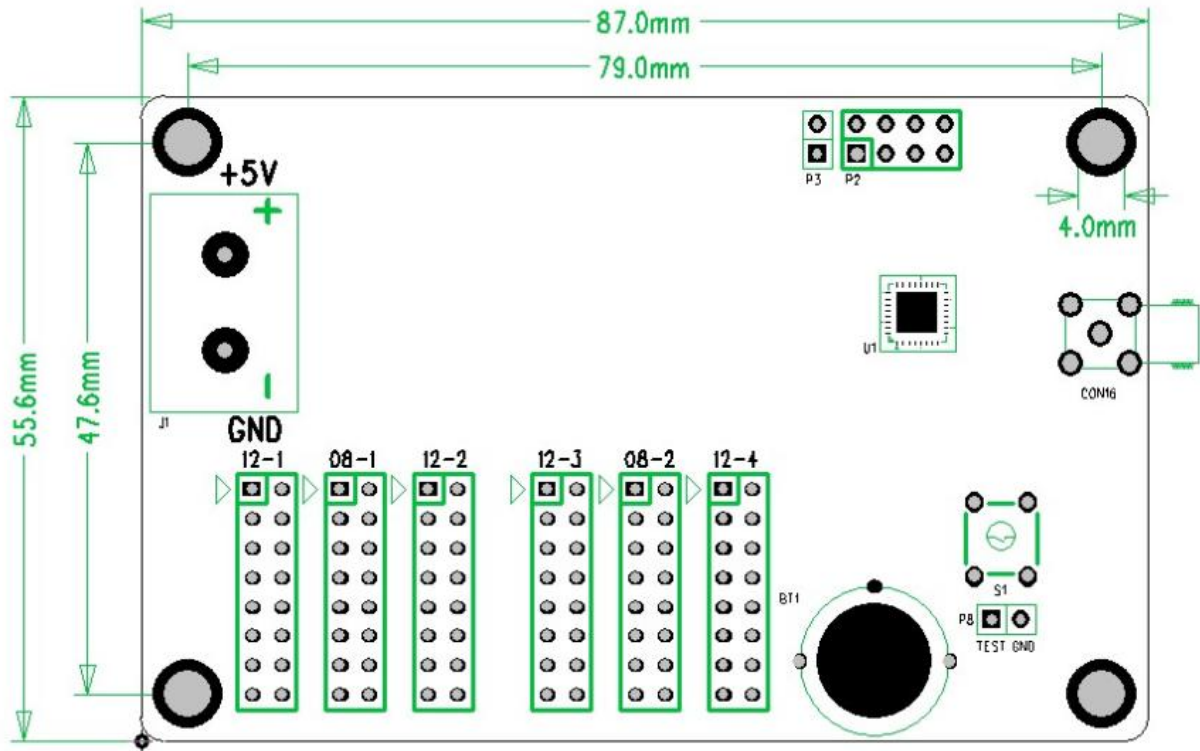 87.0mm
79.0mm
+5V
+
P3 P2
4.0mm
55.6mm
47.6mm
U1
CON16
-
J1
GND
12-1 08-1 12-2 12-3 08-2 12-4
BT1
S1
P8
TEST GND